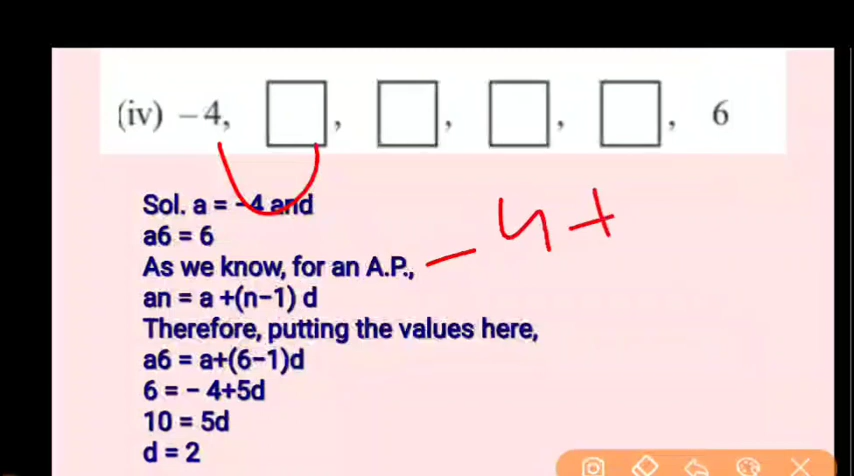 (iv) – 4, , , , , 6
Sol. a = −4 and
a6 = 6
As we know, for an A.P.,
− 4 +
an = a +(n−1) d
Therefore, putting the values here,
a6 = a+(6−1)d
6 = − 4+5d
10 = 5d
d = 2